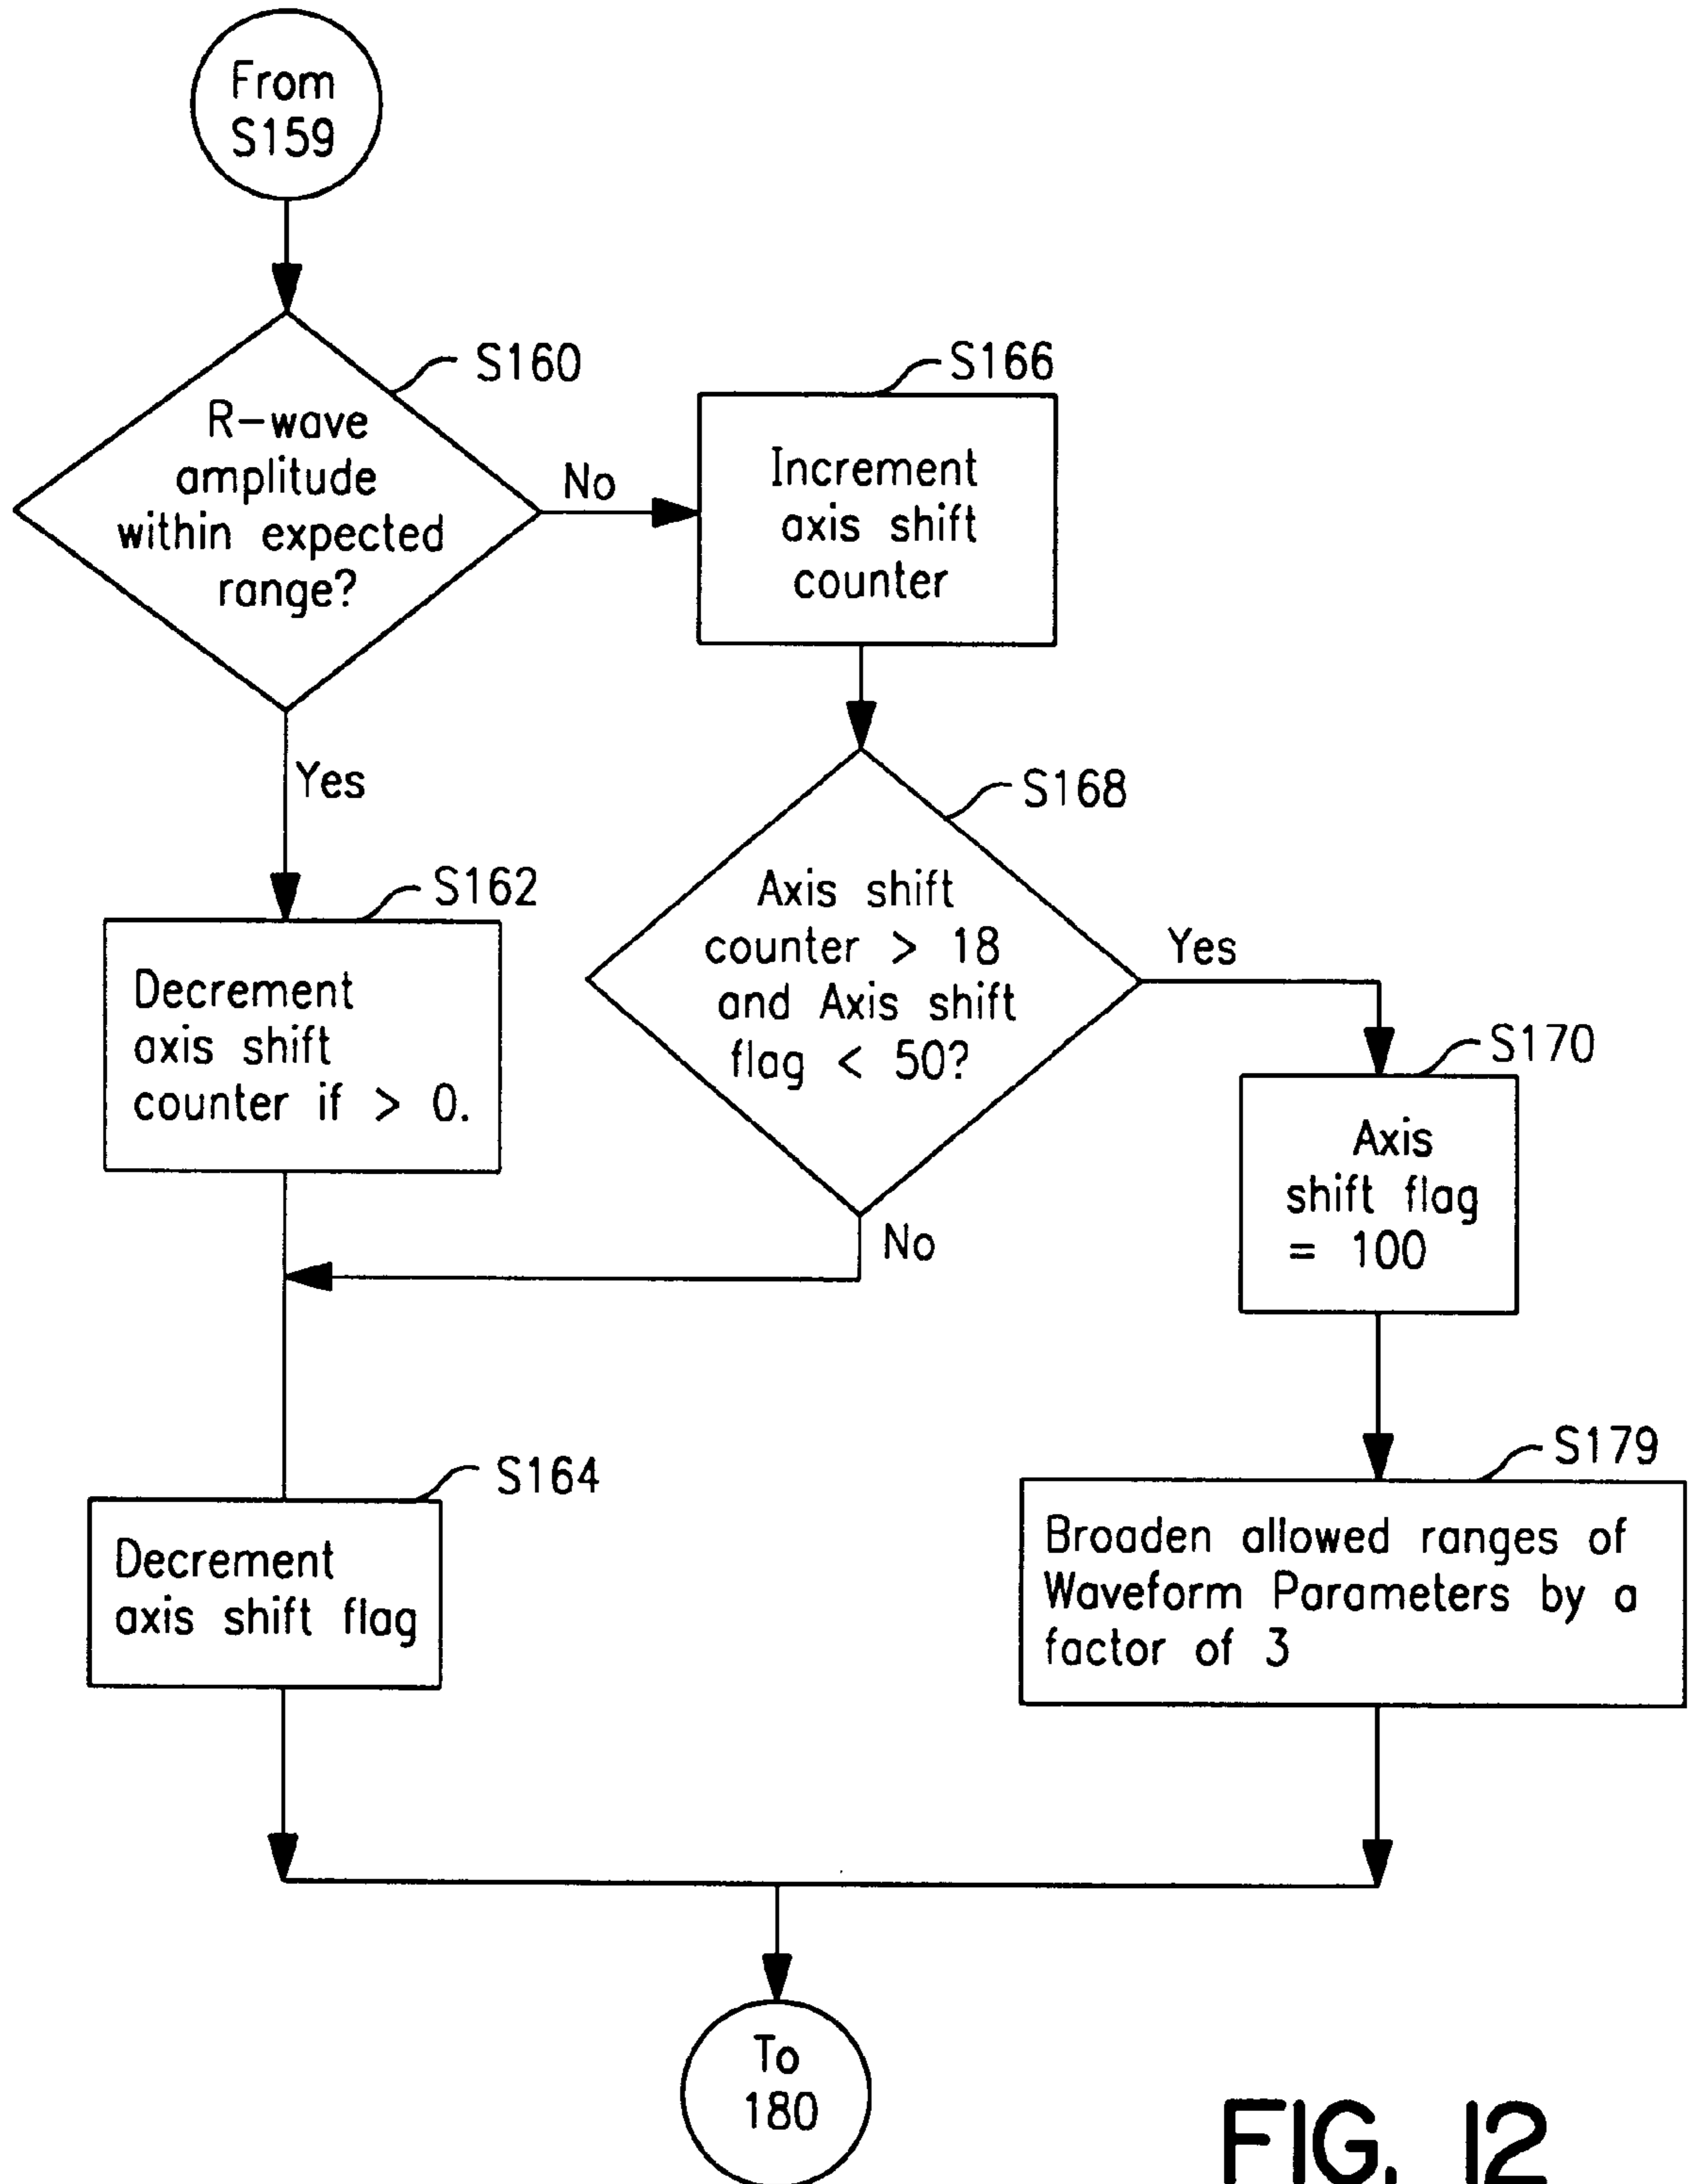 From
S159
S160
R-wave
amplitude
within expected
range?
No
Yes
S166
Increment
axis shift
counter
S168
Axis shift
counter > 18
and Axis shift
flag < 50?
Yes
No
S162
Decrement
axis shift
counter if > 0.
S170
Axis
shift flag
= 100
S164
Decrement
axis shift flag
S179
Broaden allowed ranges of
Waveform Parameters by a
factor of 3
To
180
FIG. 12